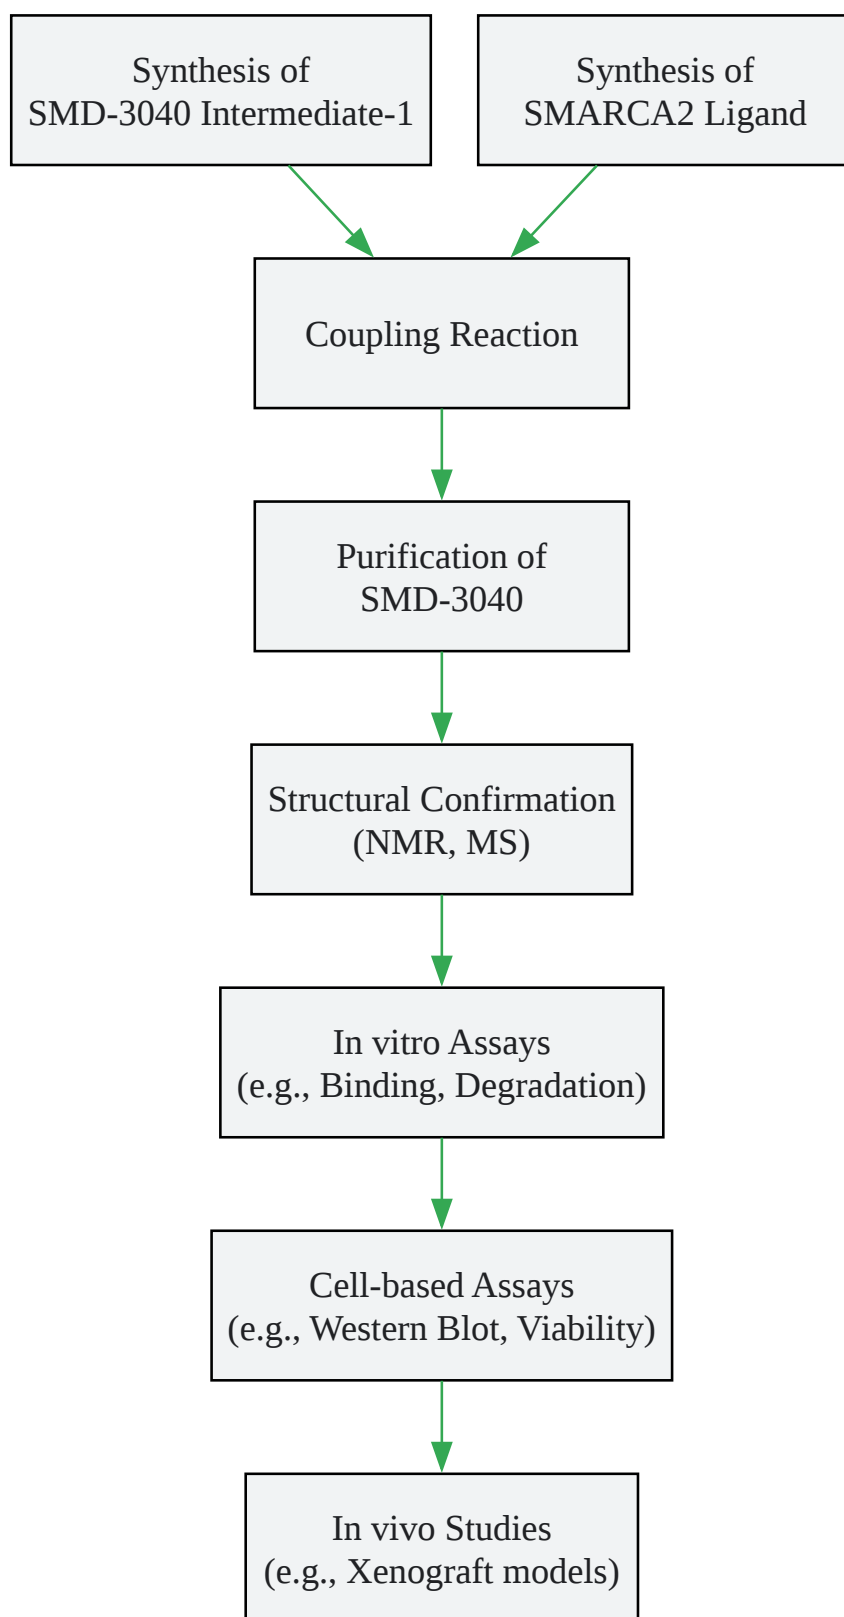 Synthesis of
SMD-3040 Intermediate-1
Synthesis of
SMARCA2 Ligand
Coupling Reaction
Purification of
SMD-3040
Structural Confirmation
(NMR, MS)
In vitro Assays
(e.g., Binding, Degradation)
Cell-based Assays
(e.g., Western Blot, Viability)
In vivo Studies
(e.g., Xenograft models)